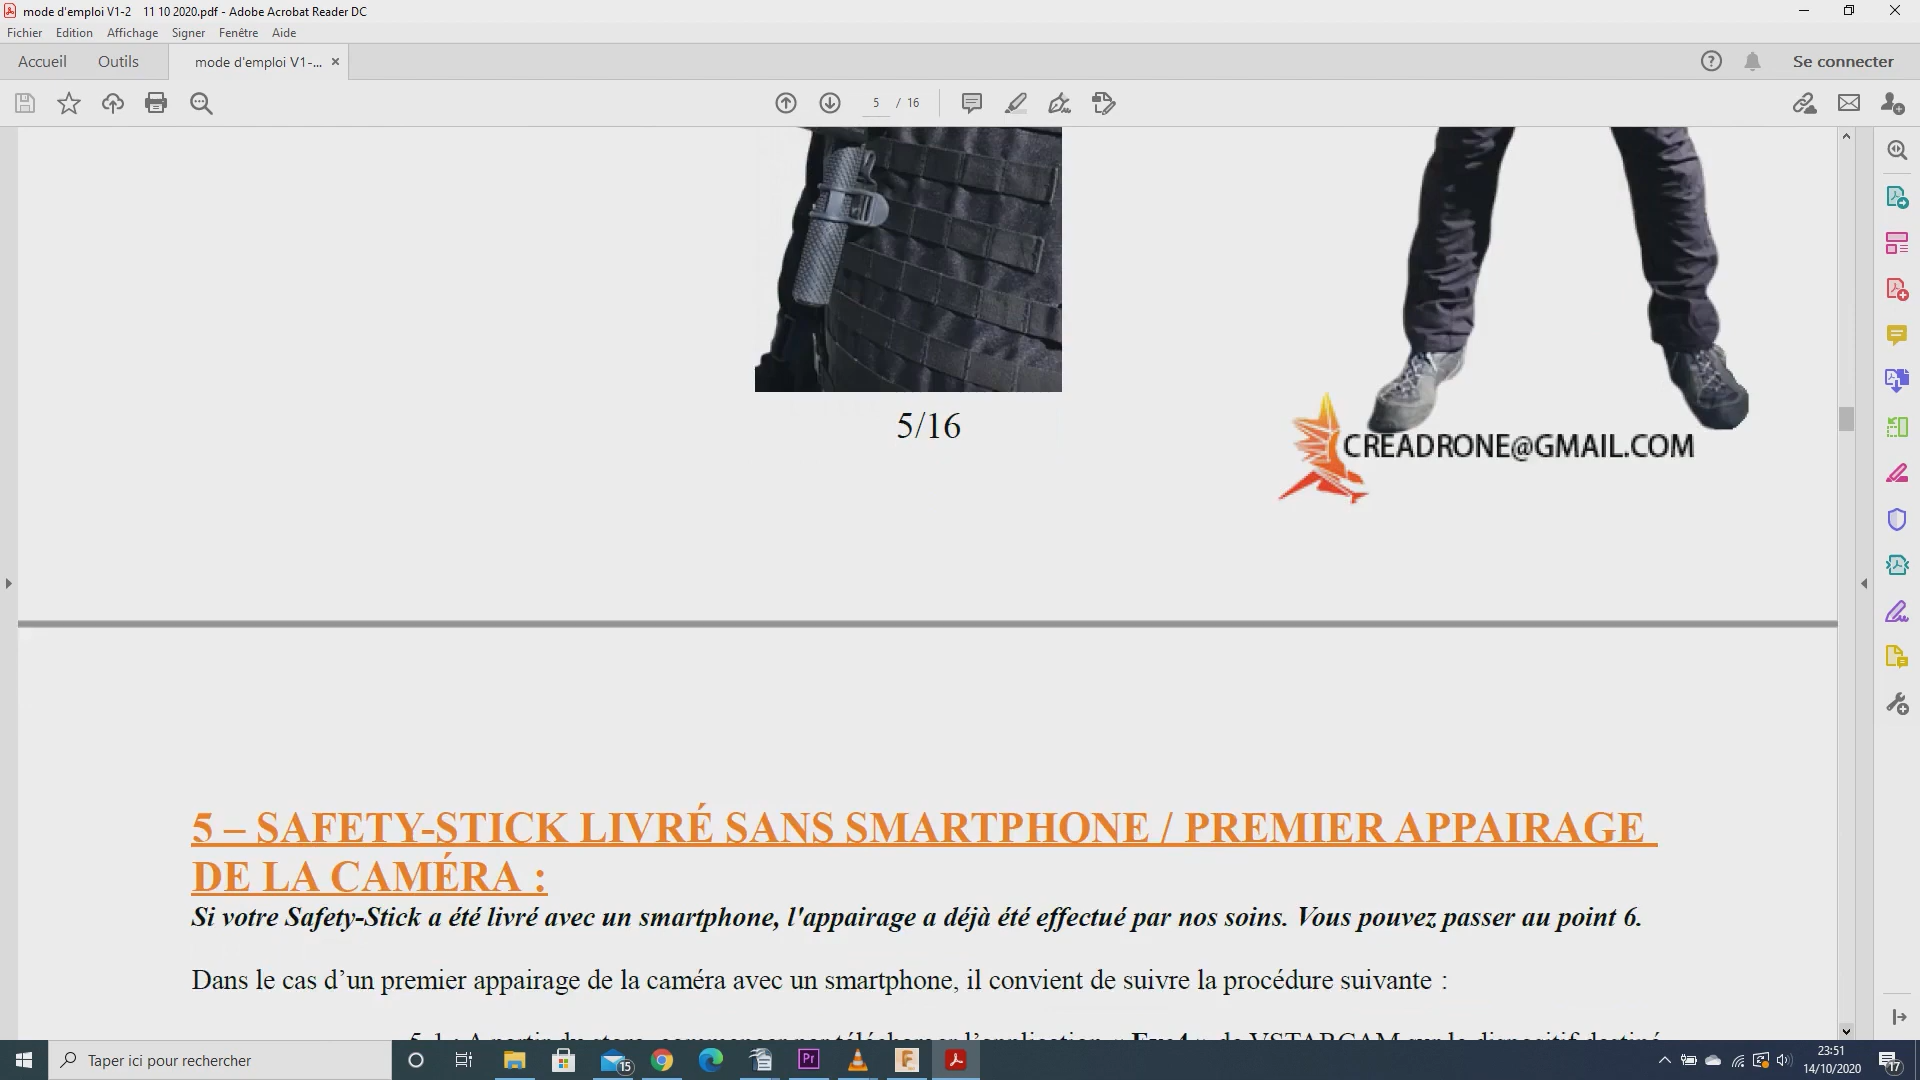 mode d'emploi V1-2 11 10 2020.pdf - Adobe Acrobat Reader DC
Fichier Edition Affichage Signer Fenêtre Aide
Accueil Outils mode d'emploi V1-... × Se connecter
5 / 16
5/16
CREADRONE@GMAIL.COM
5 – SAFETY-STICK LIVRÉ SANS SMARTPHONE / PREMIER APPAIRAGE
DE LA CAMÉRA :
Si votre Safety-Stick a été livré avec un smartphone, l'appairage a déjà été effectué par nos soins. Vous pouvez passer au point 6.
Dans le cas d’un premier appairage de la caméra avec un smartphone, il convient de suivre la procédure suivante :
Taper ici pour rechercher
15
Pr
23:51
14/10/2020
17